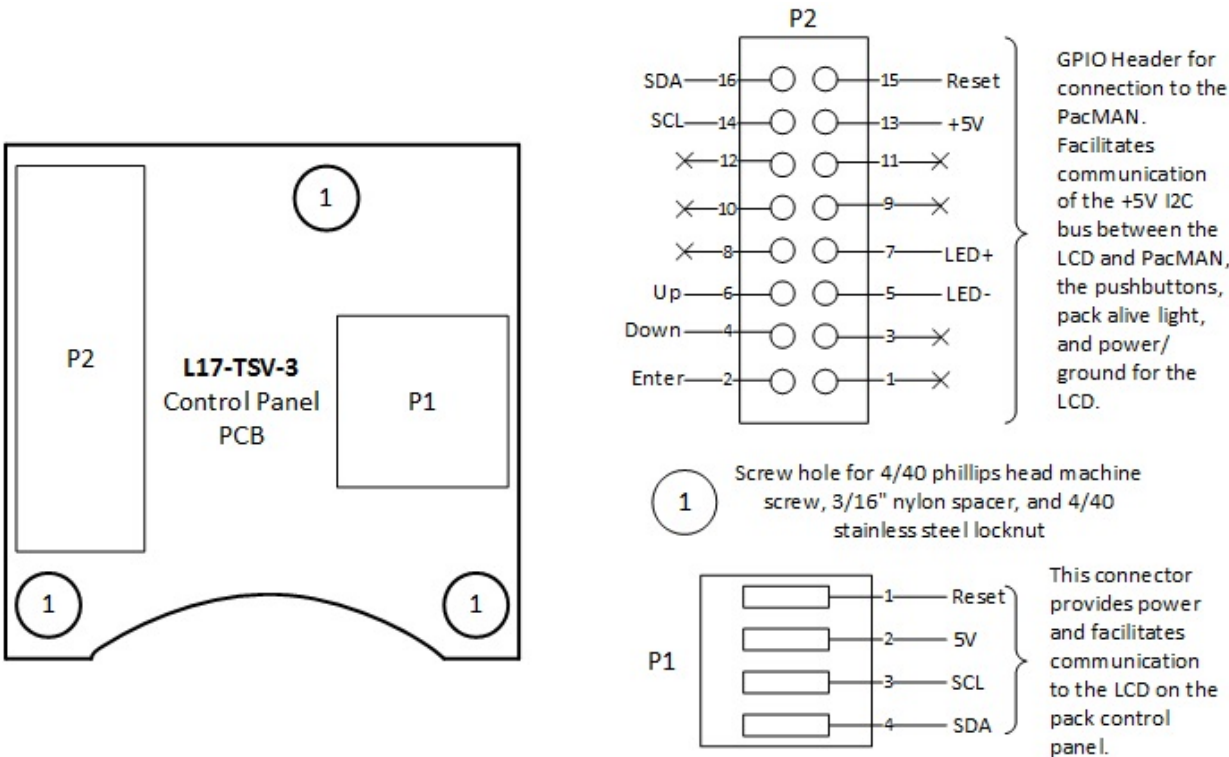 P2
L17-TSV-3
Control Panel
PCB
P1
1
1
1
P2
SDA 16 15 Reset
SCL 14 13 +5V
12 11
10 9
8 7 LED+
Up 6 5 LED-
Down 4 3
Enter 2 1
GPIO Header for
connection to the
PacMAN.
Facilitates
communication
of the +5V I2C
bus between the
LCD and PacMAN,
the pushbuttons,
pack alive light,
and power/
ground for the
LCD.
1
Screw hole for 4/40 phillips head machine
screw, 3/16" nylon spacer, and 4/40
stainless steel locknut
P1
1 Reset
2 5V
3 SCL
4 SDA
This connector
provides power
and facilitates
communication
to the LCD on the
pack control
panel.